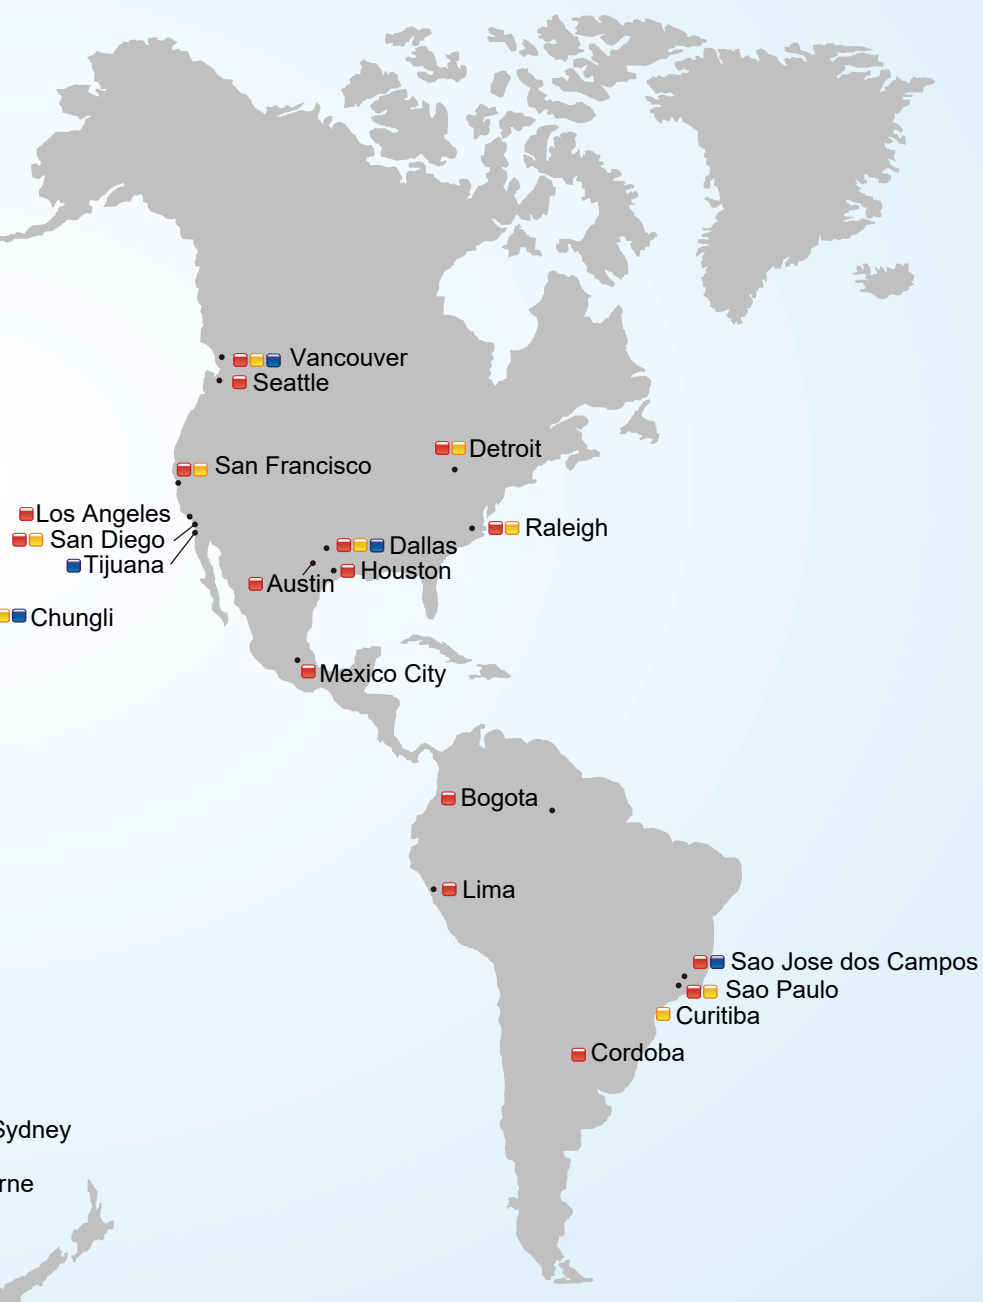 Vancouver
Seattle
Detroit
San Francisco
Los Angeles
Raleigh
San Diego
Dallas
Tijuana
Houston
Austin
Chungli
Mexico City
Bogota
Lima
Sao Jose dos Campos
Sao Paulo
Curitiba
Cordoba
Sydney
rne